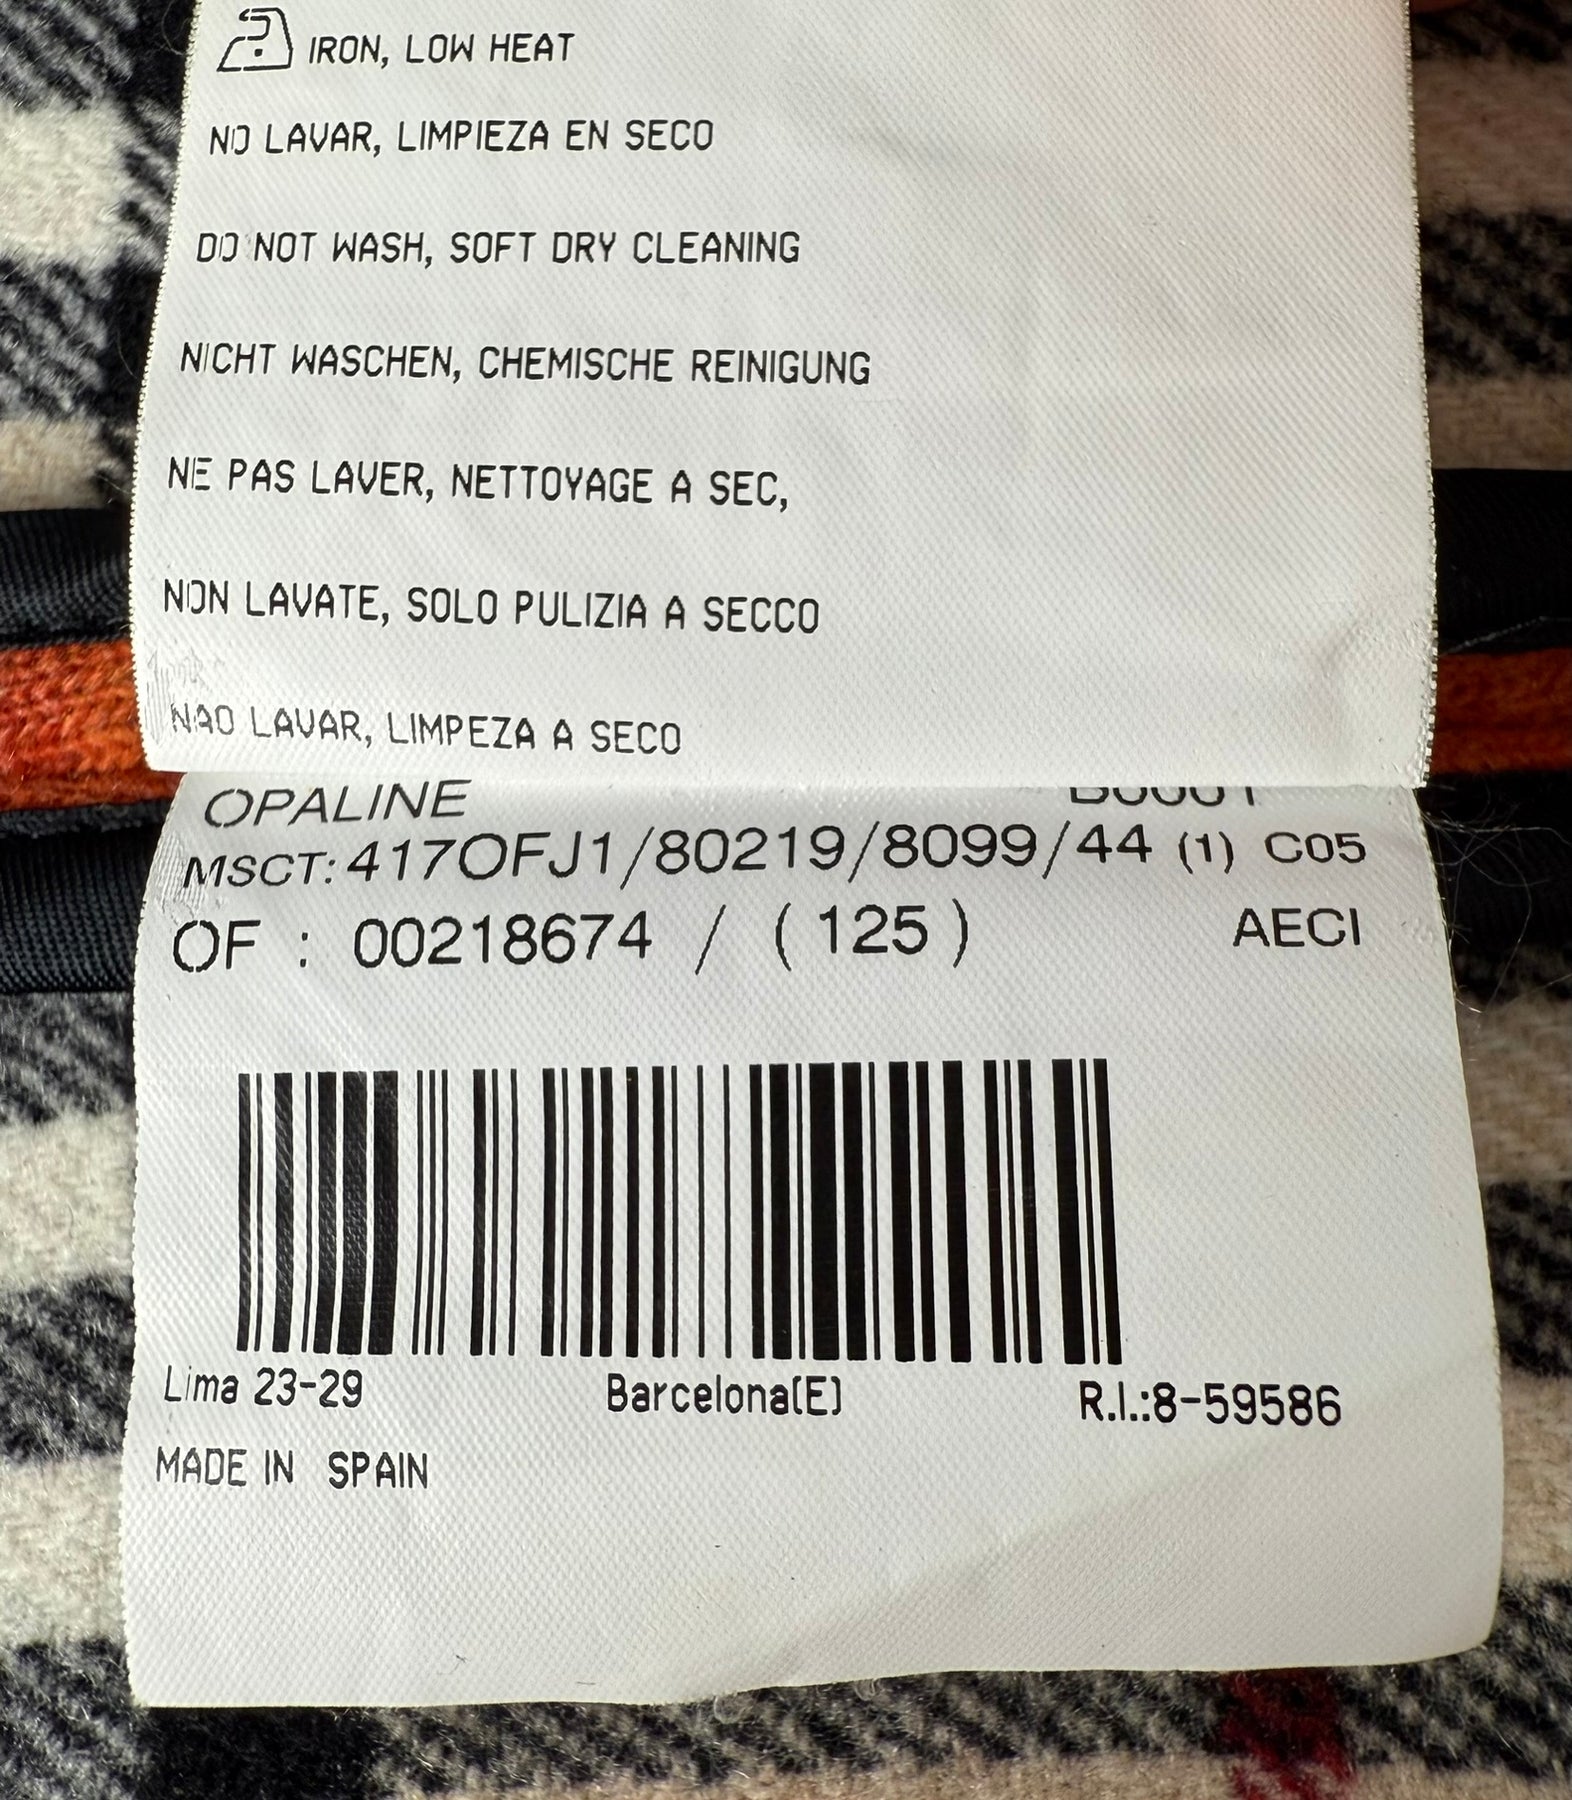 IRON, LOW HEAT
NO LAVAR, LIMPIEZA EN SECO
DO NOT WASH, SOFT DRY CLEANING
NICHT WASCHEN, CHEMISCHE REINIGUNG
NE PAS LAVER, NETTOYAGE A SEC,
NON LAVATE, SOLO PULIZIA A SECCO
NAO LAVAR, LIMPEZA A SECO
OPALINE
MSCT: 417OFJ1/80219/8099/44 (1) C05
OF : 00218674 / (125) AECI
Lima 23-29 Barcelona(E) R.I.:8-59586
MADE IN SPAIN